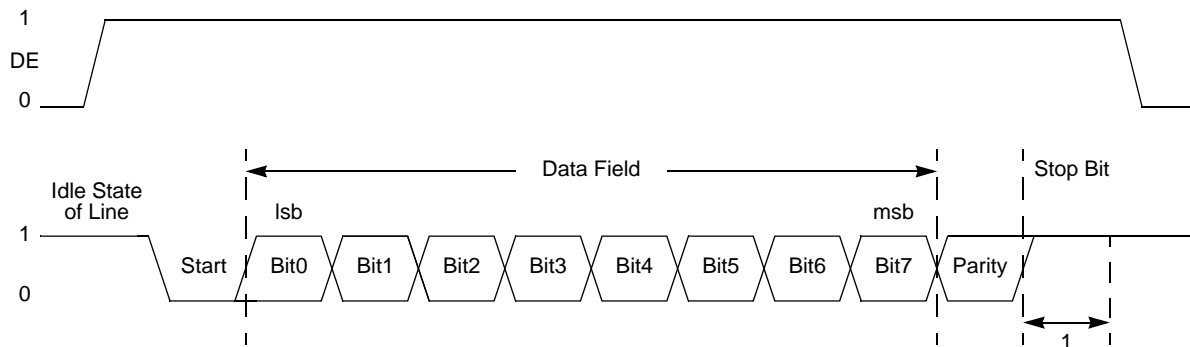 1
DE
0
Data Field
Stop Bit
Idle State
of Line
lsb
msb
1
Start
Bit0
Bit1
Bit2
Bit3
Bit4
Bit5
Bit6
Bit7
Parity
0
1